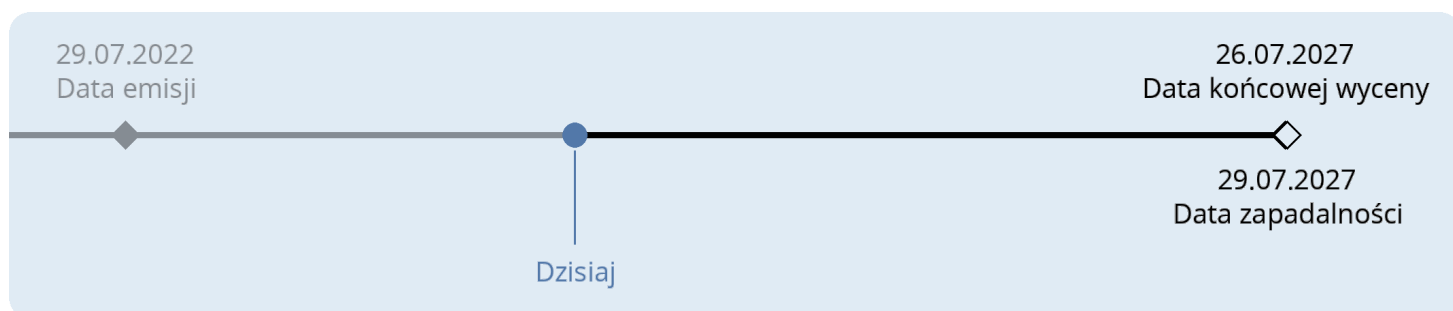 29.07.2022
Data emisji
26.07.2027
Data końcowej wyceny
29.07.2027
Data zapadalności
Dzisiaj